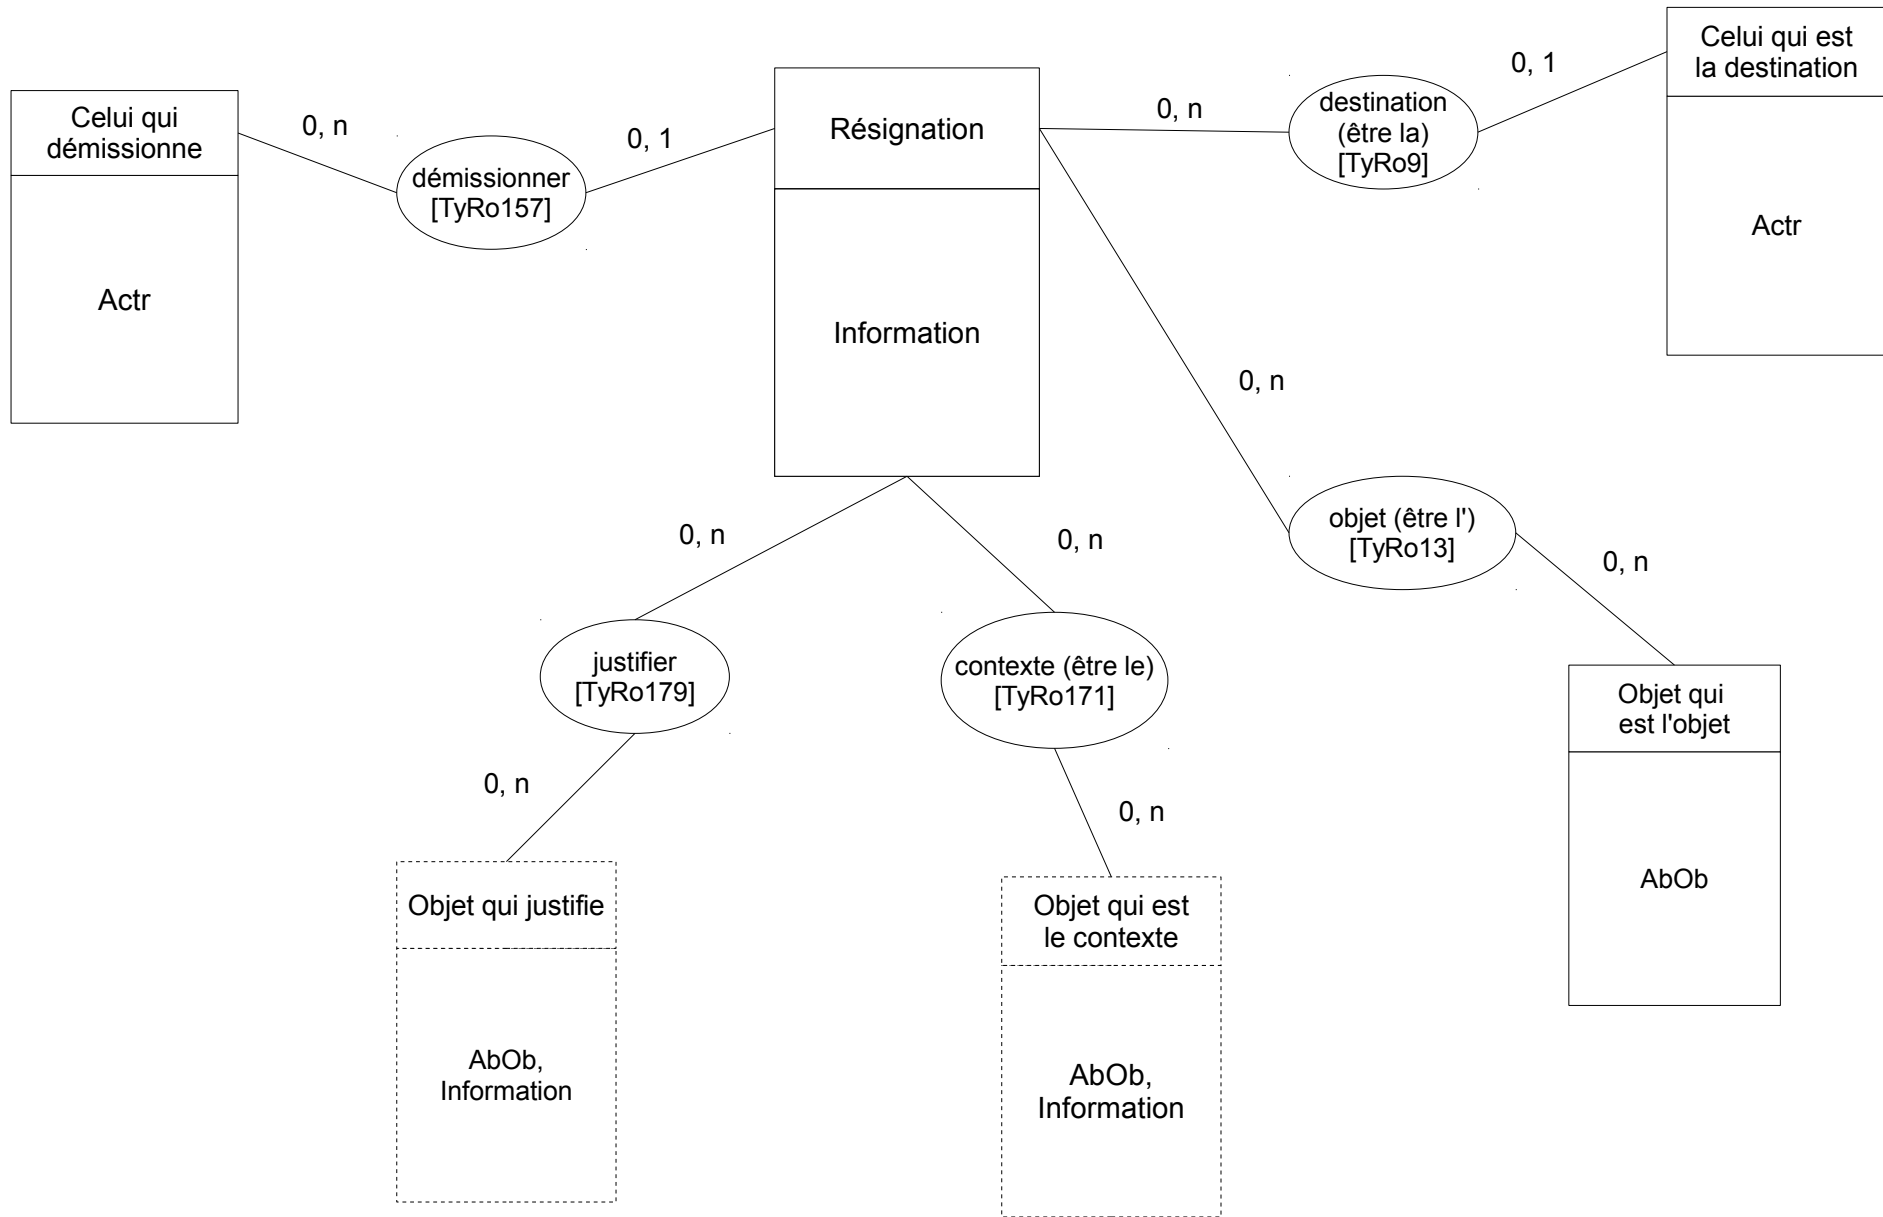 Celui qui
démissionne
Actr
0, n
démissionner
[TyRo157]
0, 1
Résignation
Information
0, n
destination
(être la)
[TyRo9]
0, 1
Celui qui est
la destination
Actr
0, n
objet (être l')
[TyRo13]
0, n
Objet qui
est l'objet
AbOb
0, n
justifier
[TyRo179]
0, n
Objet qui justifie
AbOb,
Information
0, n
contexte (être le)
[TyRo171]
0, n
Objet qui est
le contexte
AbOb,
Information